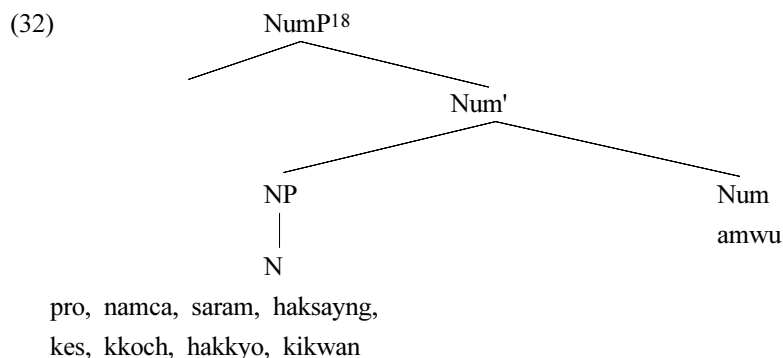 (32) NumP18
Num'
NP Num
amwu
N
pro, namca, saram, haksayng,
kes, kkoch, hakkyo, kikwan